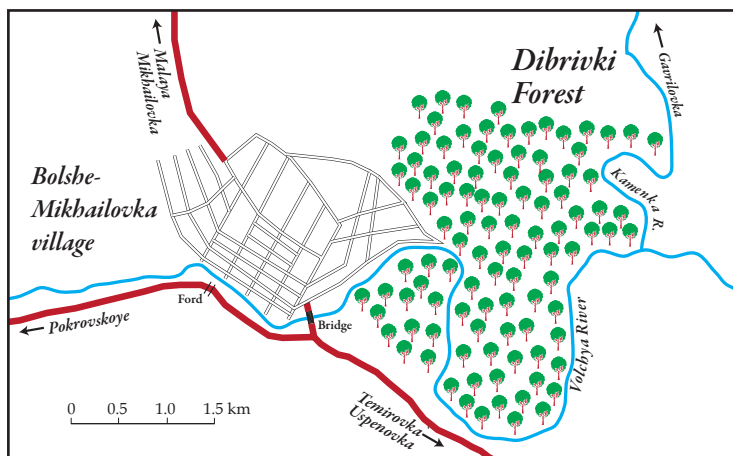 Malaya
Mikhailovka
Dibrivki
Forest
Gavrilovka
Bolshe-
Mikhailovka
village
Kamenka R.
Ford
Bridge
Pokrovskoye
Volchya River
0 0.5 1.0 1.5 km
Temirovka
Uspenovka